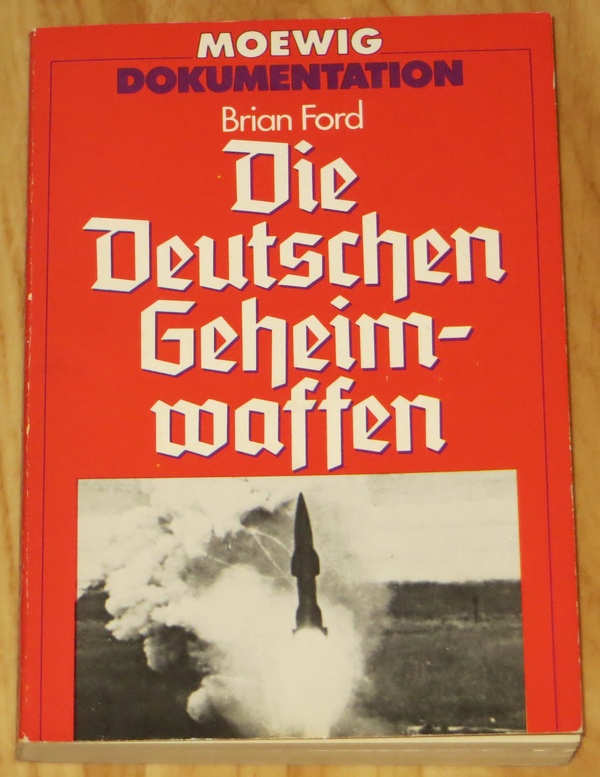 MOEWIG
DOKUMENTATION
Brian Ford
Die
Deutschen
Geheim-
waffen